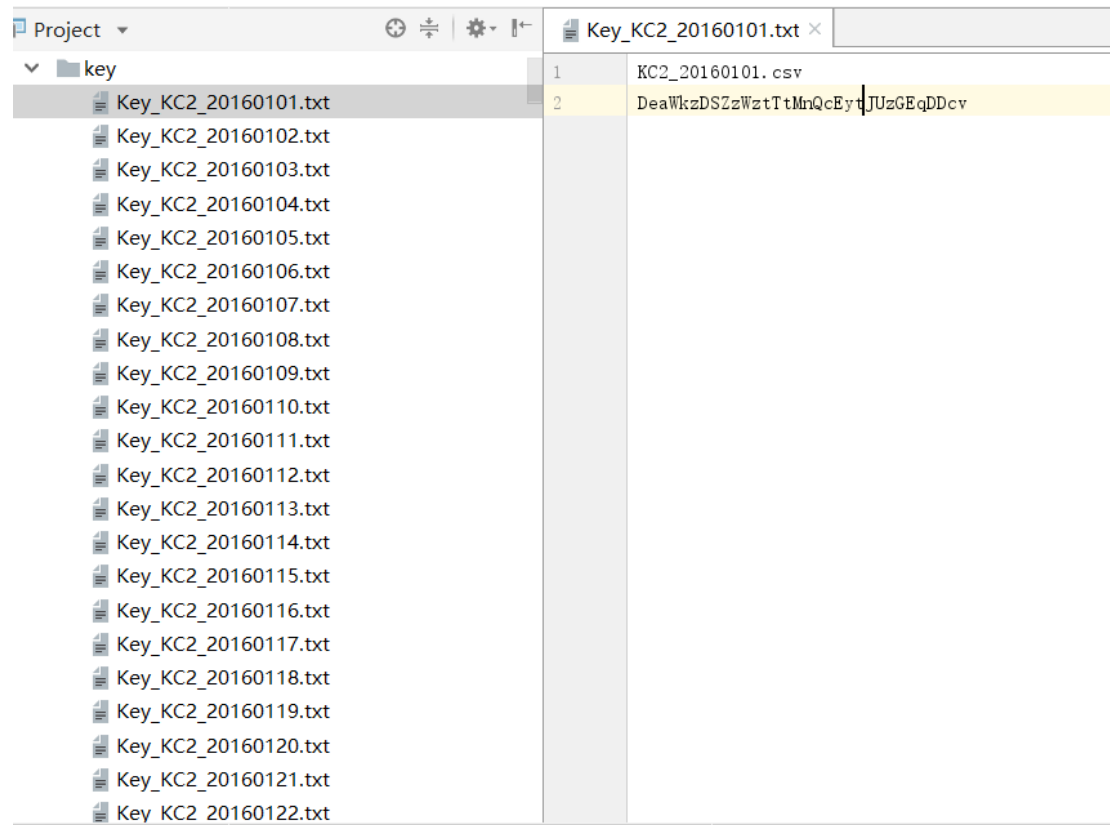 Project
key
Key_KC2_20160101.txt
Key_KC2_20160102.txt
Key_KC2_20160103.txt
Key_KC2_20160104.txt
Key_KC2_20160105.txt
Key_KC2_20160106.txt
Key_KC2_20160107.txt
Key_KC2_20160108.txt
Key_KC2_20160109.txt
Key_KC2_20160110.txt
Key_KC2_20160111.txt
Key_KC2_20160112.txt
Key_KC2_20160113.txt
Key_KC2_20160114.txt
Key_KC2_20160115.txt
Key_KC2_20160116.txt
Key_KC2_20160117.txt
Key_KC2_20160118.txt
Key_KC2_20160119.txt
Key_KC2_20160120.txt
Key_KC2_20160121.txt
Key_KC2_20160122.txt
Key_KC2_20160101.txt
1 KC2_20160101.csv
2 DeaWkzDSZzWztTtMnQcEytJUzGEqDDcv